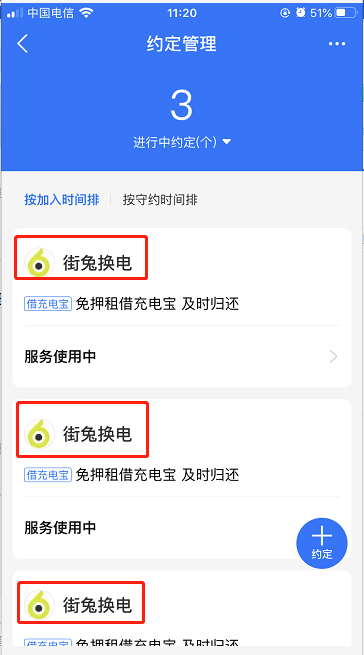 中国电信 11:20 51%
约定管理
3
进行中约定(个)
按加入时间排 按守约时间排
街兔换电
借充电宝 免押租借充电宝 及时归还
服务使用中
街兔换电
借充电宝 免押租借充电宝 及时归还
服务使用中
约定
街兔换电
借充电宝 免押租借充电宝 及时归还